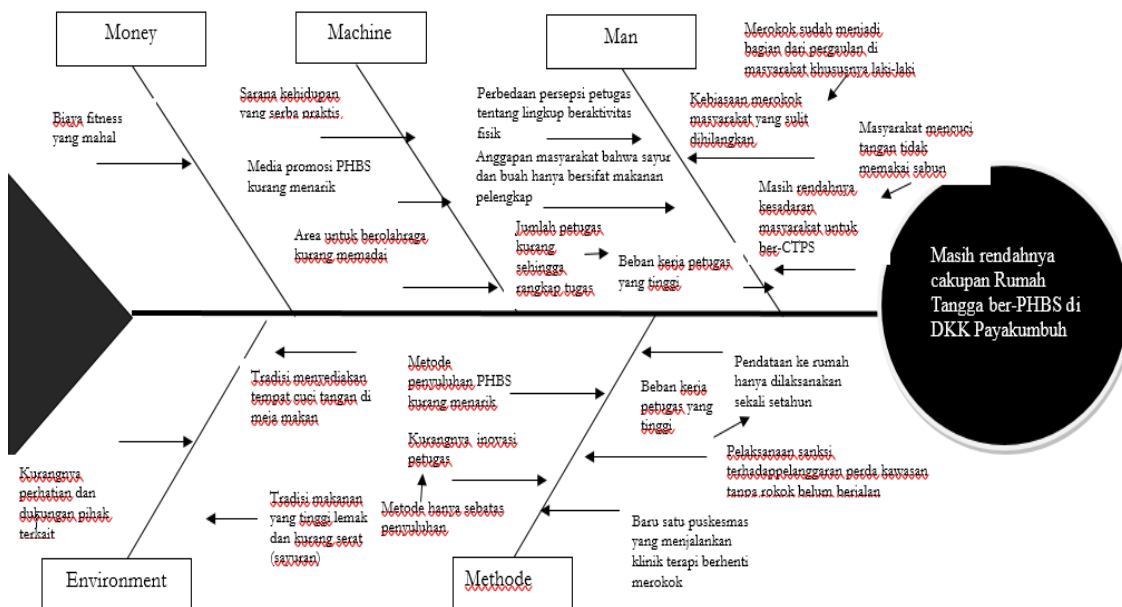 Money
Machine
Man
Biaya fitness
yang mahal
Sarana kehidupan
yang serba praktis
Media promosi PHBS
kurang menarik
Area untuk berolahraga
kurang memadai
Perbedaan persepsi petugas
tentang lingkup beraktivitas
fisik
Anggapan masyarakat bahwa sayur
dan buah hanya bersifat makanan
pelengkap
Jumlah petugas
kurang
sehingga
rangkap tugas
Beban kerja petugas
yang tinggi
Merokok sudah menjadi
bagian dari pergaulan di
masyarakat khususnya laki-laki
Kebiasaan merokok
masyarakat yang sulit
dihilangkan
Masyarakat mencuci
tangan tidak
memakai sabun
Masih rendahnya
kesadaran
masyarakat untuk
ber-CTPS
Masih rendahnya
cakupan Rumah
Tangga ber-PHBS di
DKK Payakumbuh
Tradisi menyediakan
tempat cuci tangan di
meja makan
Kurangnya
perhatian dan
dukungan pihak
terkait
Tradisi makanan
yang tinggi lemak
dan kurang serat
(sayuran)
Environment
Metode
penyuluhan PHBS
kurang menarik
Kurangnya inovasi
petugas
Metode hanya sebatas
penyuluhan
Beban kerja
petugas yang
tinggi
Pendataan ke rumah
hanya dilaksanakan
sekali setahun
Pelaksanaan sanksi
terhadappelanggaran perda kawasan
tanpa rokok belum berjalan
Baru satu puskesmas
yang menjalankan
klinik terapi berhenti
merokok
Methode